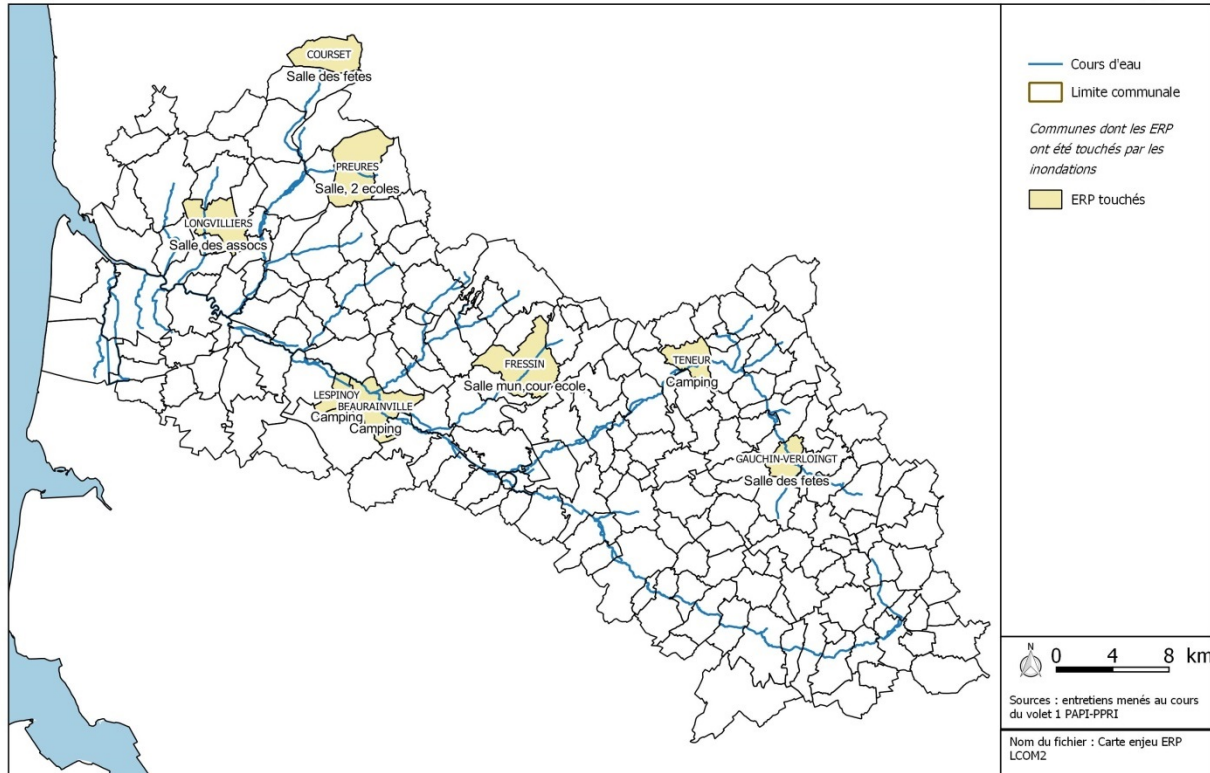 COURSET
Salle des fetes
PREURES
Salle, 2 ecoles
LONGVILLIERS
Salle des assocs
FRESSIN
Salle mun,cour ecole
TENEUR
Camping
LESPINOY
BEAURAINVILLE
Camping
Camping
GAUCHIN-VERLOINGT
Salle des fetes
Cours d'eau
Limite communale
Communes dont les ERP
ont été touchés par les
inondations
ERP touchés
N
0 4 8 km
Sources : entretiens menés au cours
du volet 1 PAPI-PPRI
Nom du fichier : Carte enjeu ERP
LCOM2